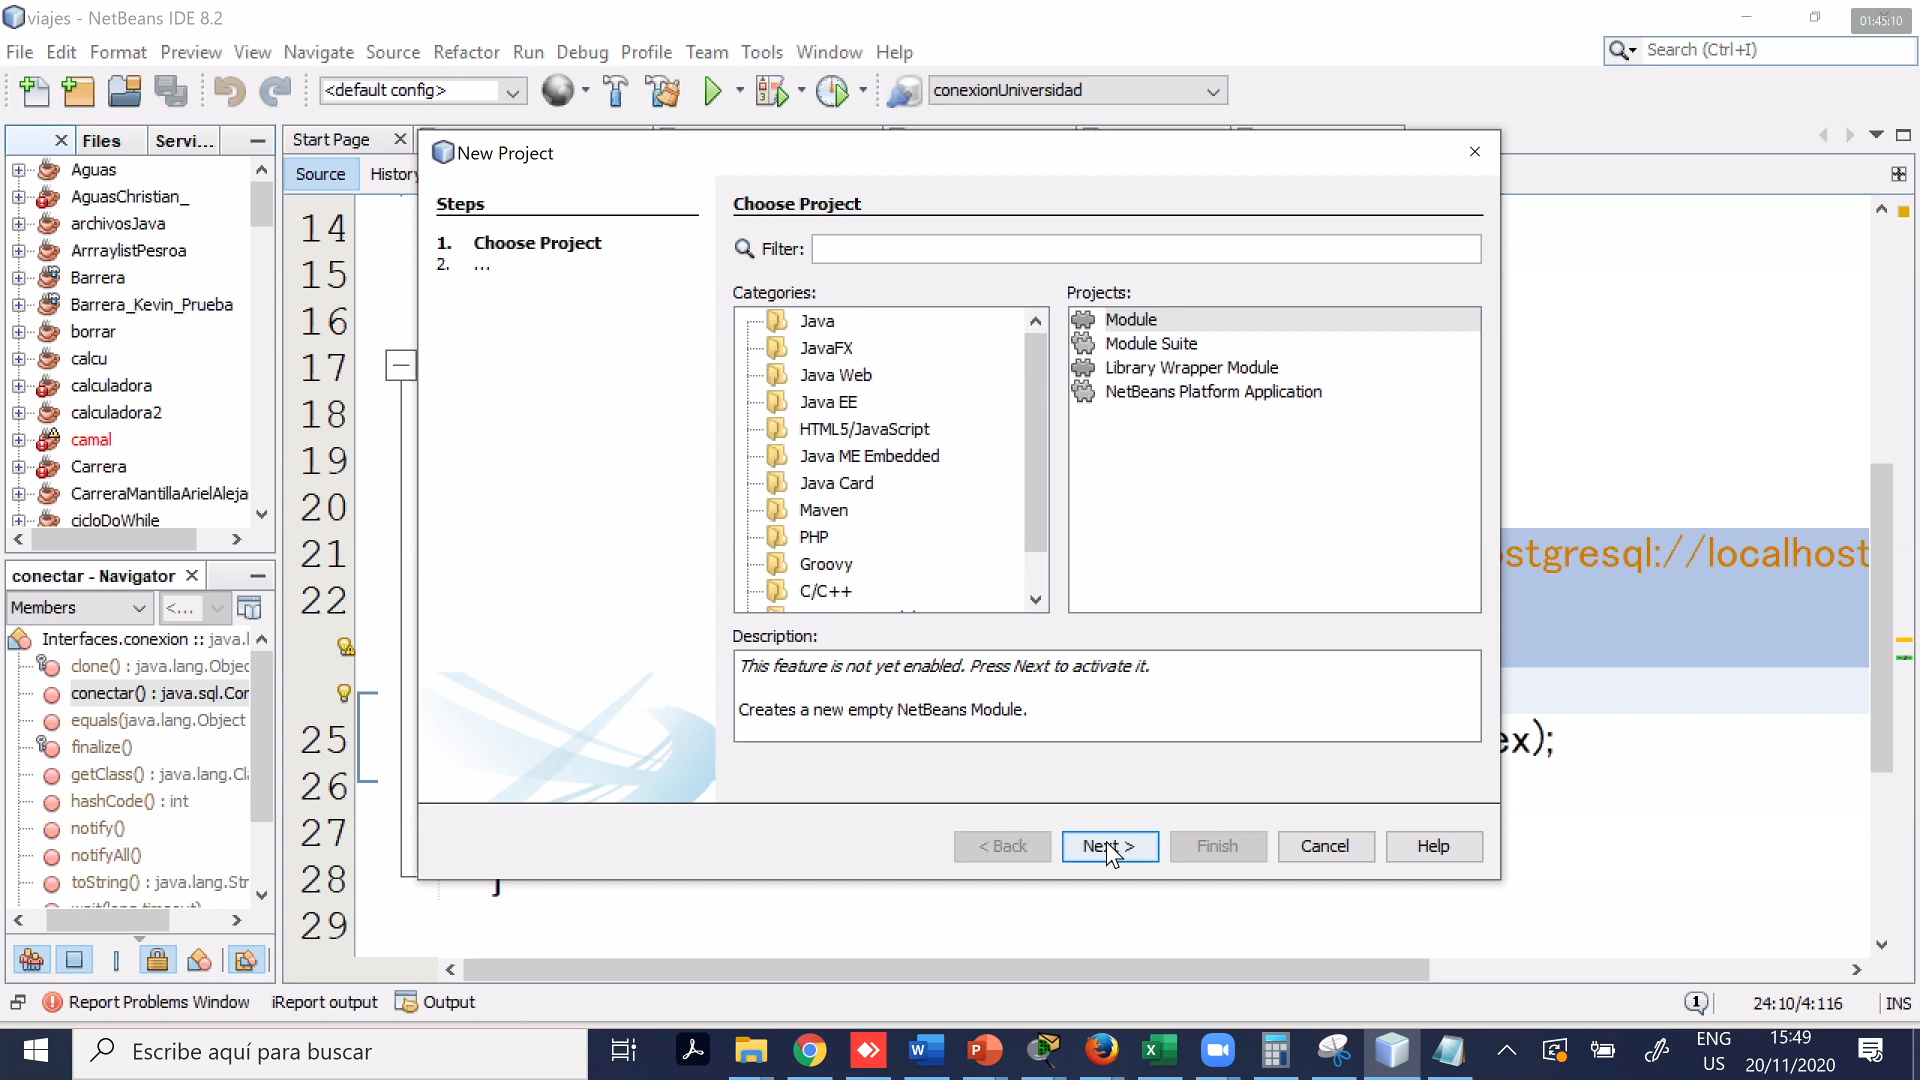 viajes - NetBeans IDE 8.2
01:45:10
File Edit Format Preview View Navigate Source Refactor Run Debug Profile Team Tools Window Help
Search (Ctrl+I)
<default config>
conexionUniversidad
Files
Servi...
Start Page
Source
History
Aguas
AguasChristian_
archivosJava
ArrraylistPesroa
Barrera
Barrera_Kevin_Prueba
borrar
calcu
calculadora
calculadora2
camal
Carrera
CarreraMantillaArielAleja
cicloDoWhile
conectar - Navigator
Members
<...
Interfaces.conexion :: java.l
clone() : java.lang.Objec
conectar() : java.sql.Con
equals(java.lang.Object
finalize()
getClass() : java.lang.Cl
hashCode() : int
notify()
notifyAll()
toString() : java.lang.Str
14
15
16
17
18
19
20
21
22
25
26
27
28
29
stgresql://localhost
ex);
}
New Project
Steps
1. Choose Project
2. ...
Choose Project
Filter:
Categories:
Java
JavaFX
Java Web
Java EE
HTML5/JavaScript
Java ME Embedded
Java Card
Maven
PHP
Groovy
C/C++
Projects:
Module
Module Suite
Library Wrapper Module
NetBeans Platform Application
Description:
This feature is not yet enabled. Press Next to activate it.
Creates a new empty NetBeans Module.
< Back
Next >
Finish
Cancel
Help
Report Problems Window
iReport output
Output
1
24:10/4:116
INS
Escribe aquí para buscar
ENG
US
15:49
20/11/2020